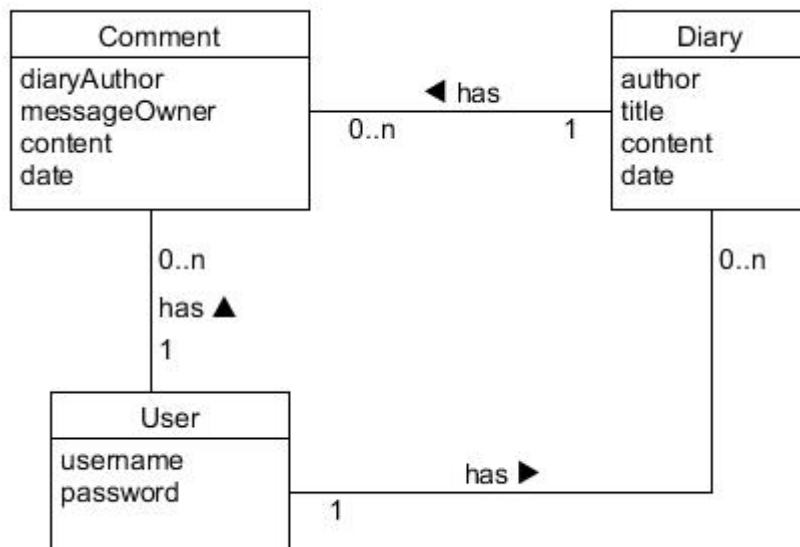 Comment
diaryAuthor
messageOwner
content
date
Diary
author
title
content
date
◀ has
0..n
1
0..n
has ▲
1
0..n
User
username
password
has ▶
1